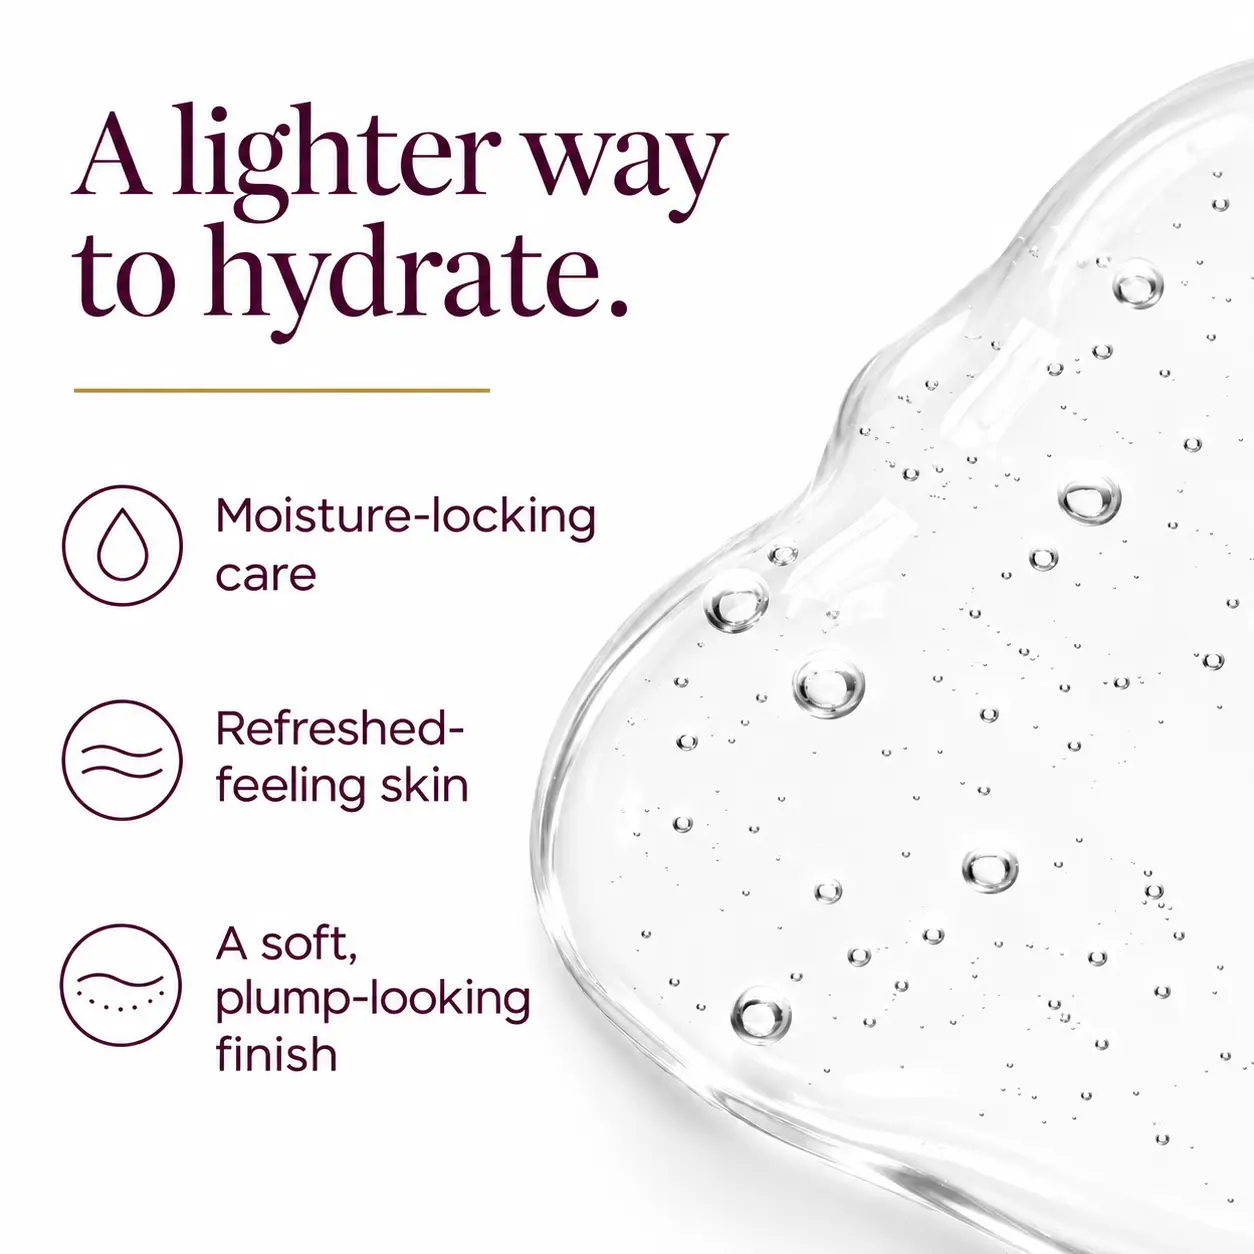 A lighter way
to hydrate.
Moisture-locking
care
Refreshed-
feeling skin
A soft,
plump-looking
finish